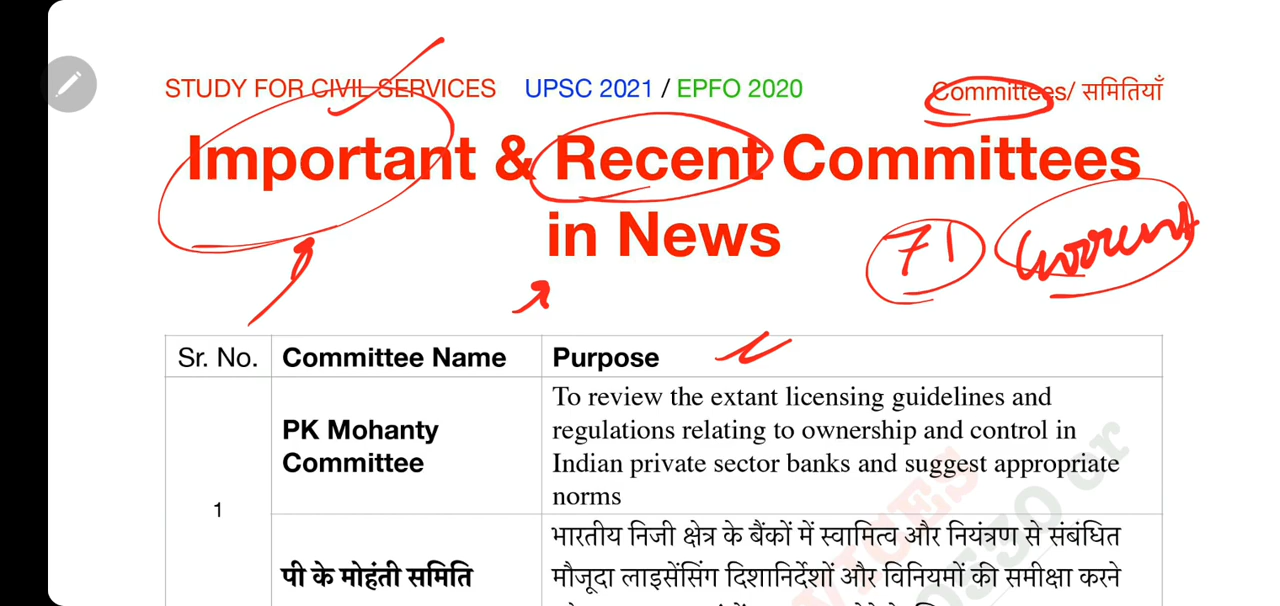 STUDY FOR CIVIL SERVICES UPSC 2021 / EPFO 2020 Committees/ समितियाँ
Important & Recent Committees
in News
71 Current
Sr. No. Committee Name Purpose
1
PK Mohanty
Committee
To review the extant licensing guidelines and
regulations relating to ownership and control in
Indian private sector banks and suggest appropriate
norms
पी के मोहंती समिति
भारतीय निजी क्षेत्र के बैंकों में स्वामित्व और नियंत्रण से संबंधित
मौजूदा लाइसेंसिंग दिशानिर्देशों और विनियमों की समीक्षा करने